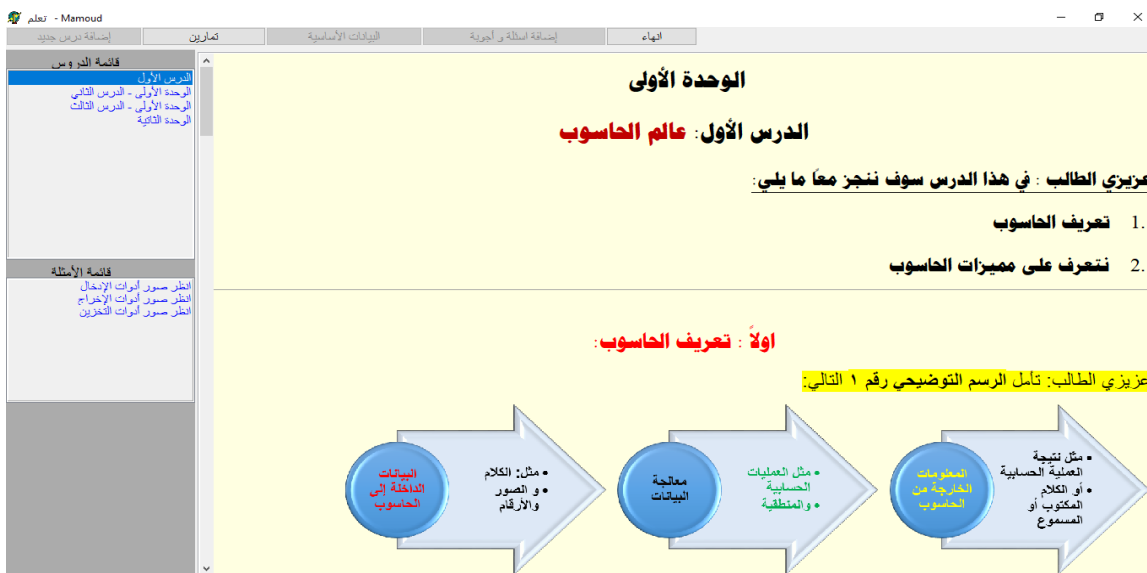 تعلم - Mamoud
إضافة درس جديد
تمارين
البيانات الأساسية
إضافة اسئلة و أجوبة
انهاء
قائمة الدروس
الدرس الأول
الوحدة الأولى - الدرس الثاني
الوحدة الأولى - الدرس الثالث
الوحدة الثانية
قائمة الأمثلة
انظر صور أدوات الإدخال
انظر صور أدوات الإخراج
انظر صور أدوات التخزين
الوحدة الأولى
الدرس الأول: عالم الحاسوب
عزيزي الطالب : في هذا الدرس سوف ننجز معاً ما يلي:
1. تعريف الحاسوب
2. نتعرف على مميزات الحاسوب
اولاً : تعريف الحاسوب:
عزيزي الطالب: تأمل الرسم التوضيحي رقم ١ التالي:
البيانات
الداخلة إلى
الحاسوب
• مثل: الكلام
• و الصور
والأرقام
معالجة
البيانات
• مثل العمليات
الحسابية
• والمنطقية
المعلومات
الخارجة من
الحاسوب
• مثل نتيجة
العملية الحسابية
• أو الكلام
المكتوب أو
المسموع